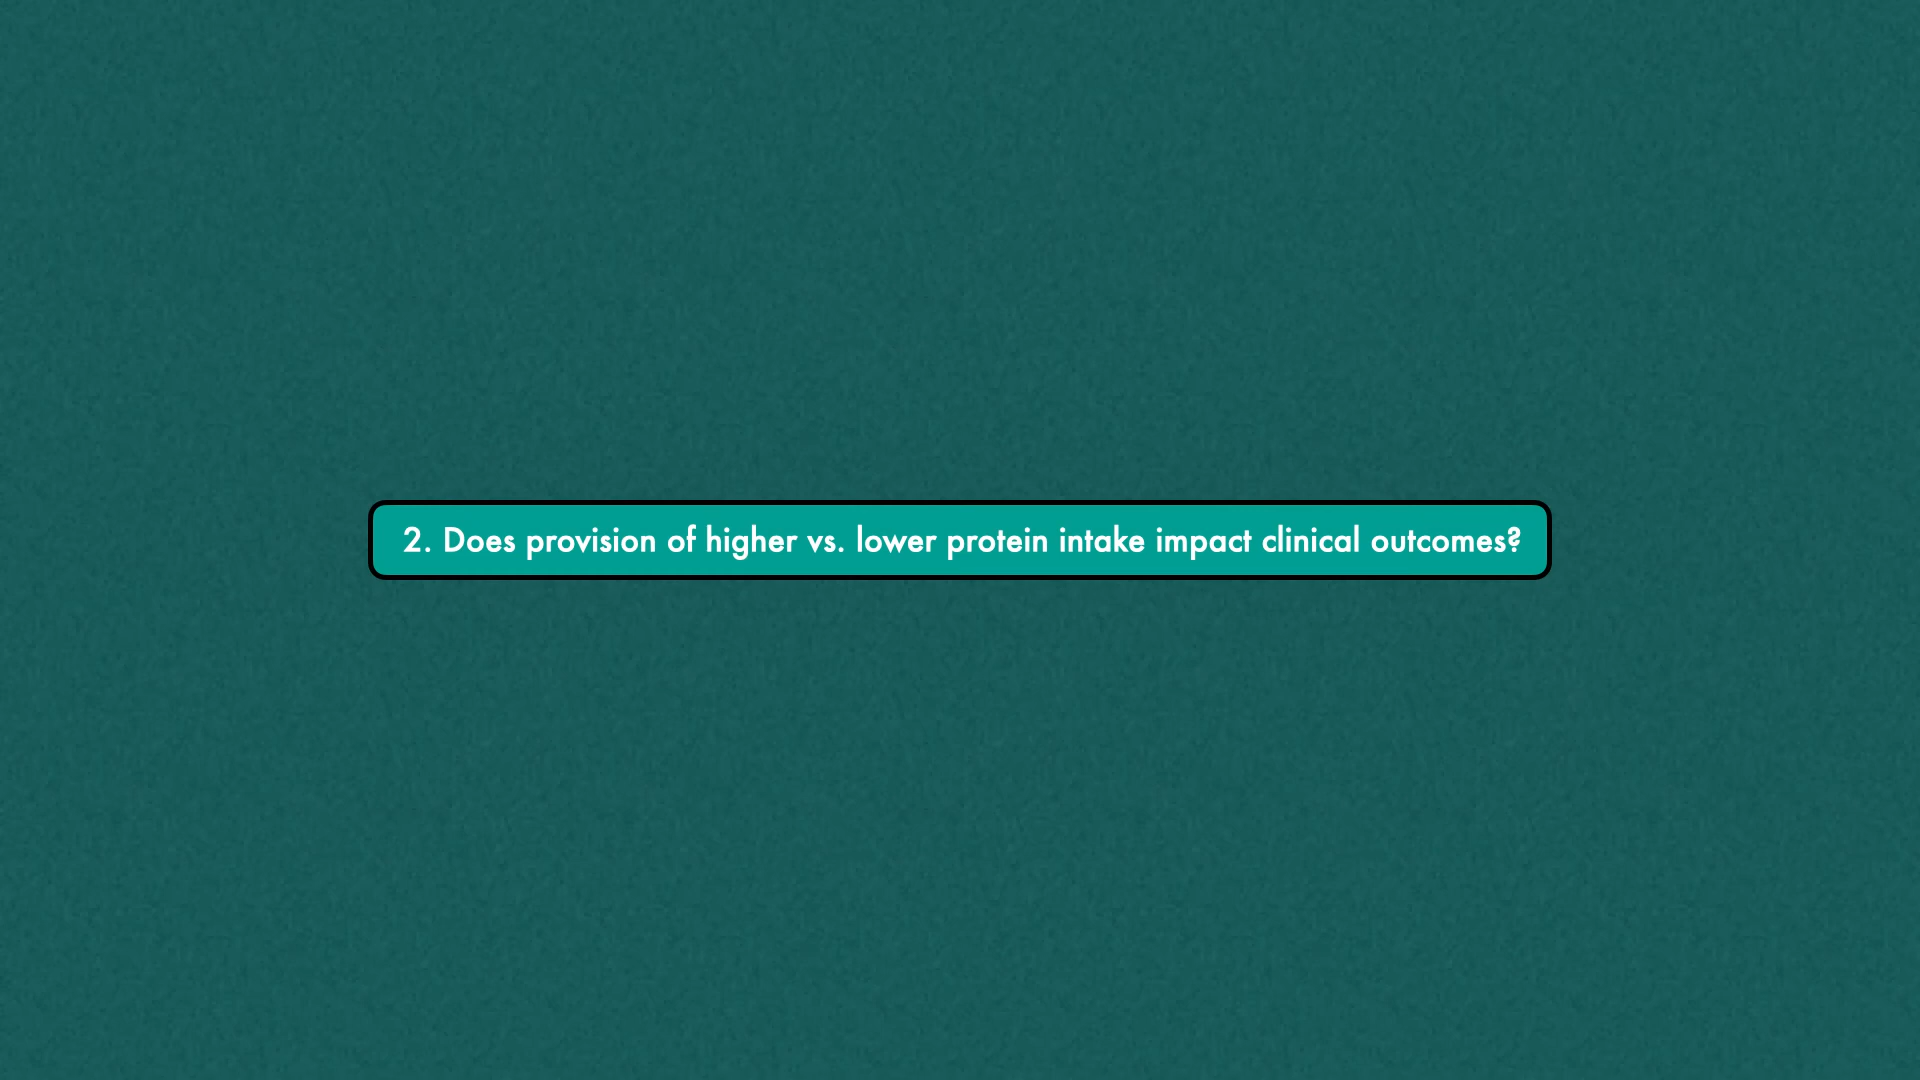 2. Does provision of higher vs. lower protein intake impact clinical outcomes?